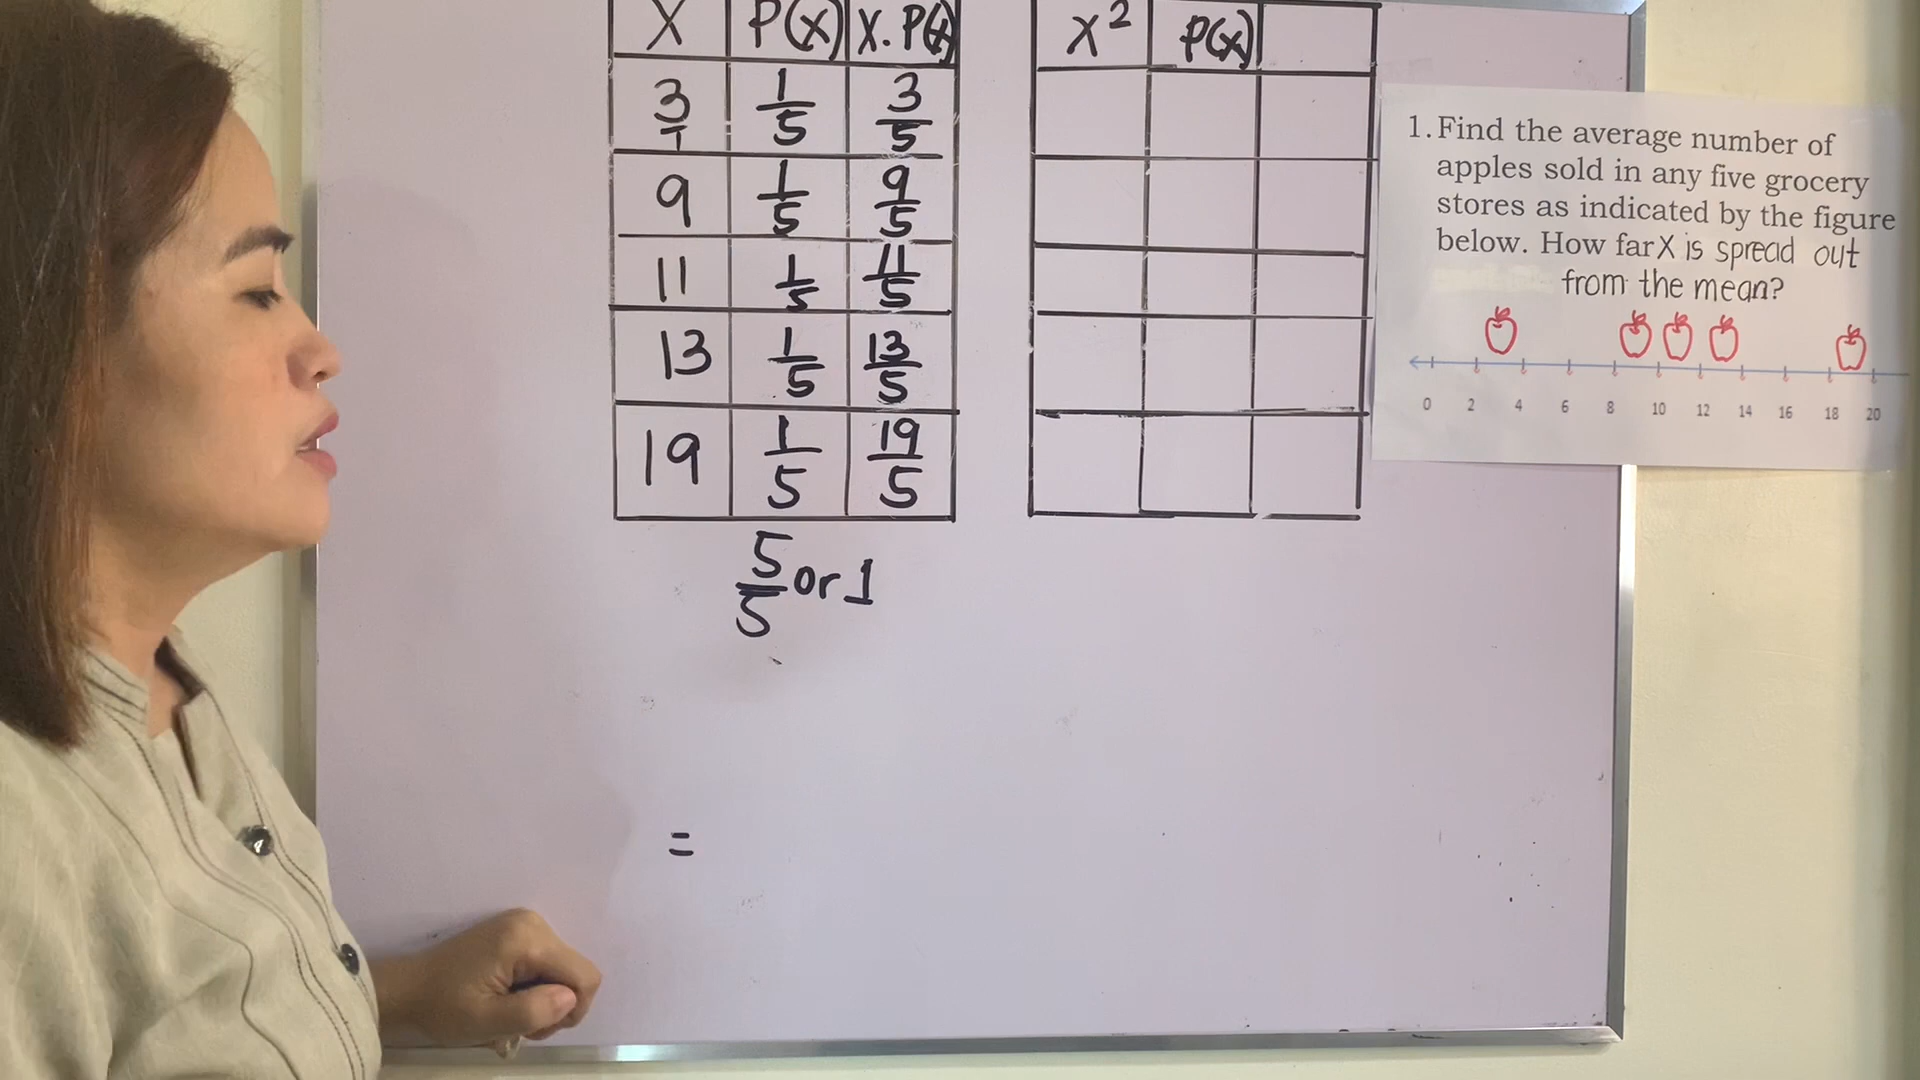 X P(X) X · P(X)
3/1 1/5 3/5
9 1/5 9/5
11 1/5 11/5
13 1/5 13/5
19 1/5 19/5
5/5 or 1
=
X² P(X)
1. Find the average number of
apples sold in any five grocery
stores as indicated by the figure
below. How far X is spread out
from the mean?
0 2 4 6 8 10 12 14 16 18 20